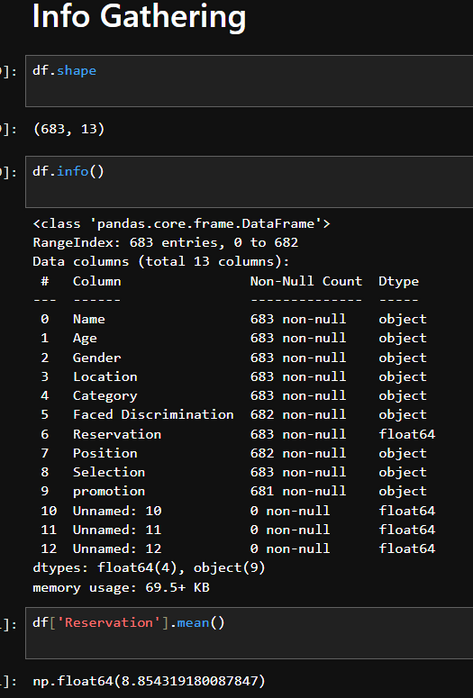 Info Gathering
]: df.shape
]: (683, 13)
]: df.info()
<class 'pandas.core.frame.DataFrame'>
RangeIndex: 683 entries, 0 to 682
Data columns (total 13 columns):
 #   Column               Non-Null Count  Dtype
---  ------               --------------  -----
 0   Name                 683 non-null    object
 1   Age                  683 non-null    object
 2   Gender               683 non-null    object
 3   Location             683 non-null    object
 4   Category             683 non-null    object
 5   Faced Discrimination  682 non-null    object
 6   Reservation          683 non-null    float64
 7   Position             682 non-null    object
 8   Selection            683 non-null    object
 9   promotion            681 non-null    object
 10  Unnamed: 10          0 non-null      float64
 11  Unnamed: 11          0 non-null      float64
 12  Unnamed: 12          0 non-null      float64
dtypes: float64(4), object(9)
memory usage: 69.5+ KB
]: df['Reservation'].mean()
]: np.float64(8.854319180087847)